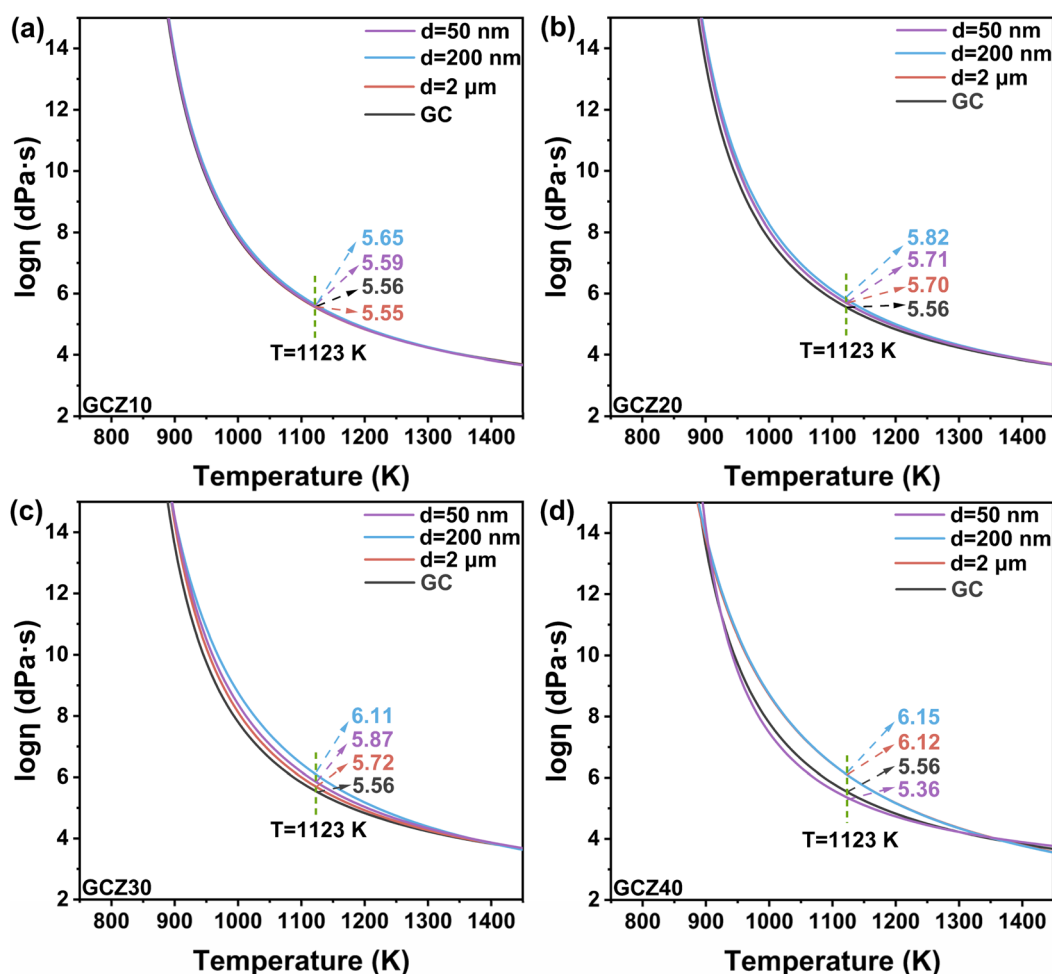 (a)
d=50 nm
d=200 nm
d=2 μm
GC
14
12
10
8
6
4
2
logη (dPa·s)
5.65
5.59
5.56
5.55
T=1123 K
GCZ10
800 900 1000 1100 1200 1300 1400
Temperature (K)
(b)
d=50 nm
d=200 nm
d=2 μm
GC
14
12
10
8
6
4
2
logη (dPa·s)
5.82
5.71
5.70
5.56
T=1123 K
GCZ20
800 900 1000 1100 1200 1300 1400
Temperature (K)
(c)
d=50 nm
d=200 nm
d=2 μm
GC
14
12
10
8
6
4
2
logη (dPa·s)
6.11
5.87
5.72
5.56
T=1123 K
GCZ30
800 900 1000 1100 1200 1300 1400
Temperature (K)
(d)
d=50 nm
d=200 nm
d=2 μm
GC
14
12
10
8
6
4
2
logη (dPa·s)
6.15
6.12
5.56
5.36
T=1123 K
GCZ40
800 900 1000 1100 1200 1300 1400
Temperature (K)